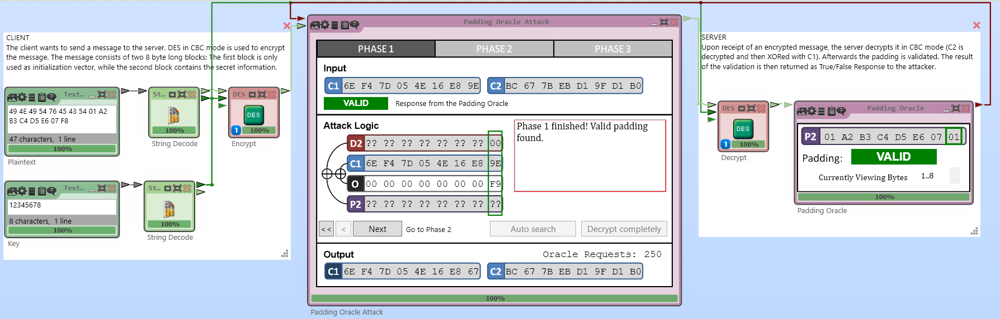 CLIENT
The client wants to send a message to the server. DES in CBC mode is used to encrypt
the message. The message consists of two 8 byte long blocks: The first block is only
used as initialization vector, while the second block contains the secret information.
Text...
49 4E 49 54 76 45 43 54 01 A2
B3 C4 D5 E6 07 F8
47 characters, 1 line
100%
Plaintext
St...
100%
String Decode
DES
DES
1
100%
Encrypt
Text...
12345678
8 characters, 1 line
100%
Key
St...
100%
String Decode
Padding Oracle Attack
PHASE 1
PHASE 2
PHASE 3
Input
C1 6E F4 7D 05 4E 16 E8 9E
C2 BC 67 7B EB D1 9F D1 B0
VALID
Response from the Padding Oracle
Attack Logic
D2 ?? ?? ?? ?? ?? ?? ?? 00
C1 6E F4 7D 05 4E 16 E8 9E
O 00 00 00 00 00 00 00 F9
P2 ?? ?? ?? ?? ?? ?? ?? ??
Phase 1 finished! Valid padding
found.
<<
<
Next
Go to Phase 2
Auto search
Decrypt completely
Output
Oracle Requests: 250
C1 6E F4 7D 05 4E 16 E8 67
C2 BC 67 7B EB D1 9F D1 B0
100%
Padding Oracle Attack
SERVER
Upon receipt of an encrypted message, the server decrypts it in CBC mode (C2 is
decrypted and then XORed with C1). Afterwards the padding is validated. The result
of the validation is then returned as True/False Response to the attacker.
DES
DES
1
100%
Decrypt
Padding Oracle
P2 01 A2 B3 C4 D5 E6 07 01
Padding:
VALID
Currently Viewing Bytes
1..8
100%
Padding Oracle